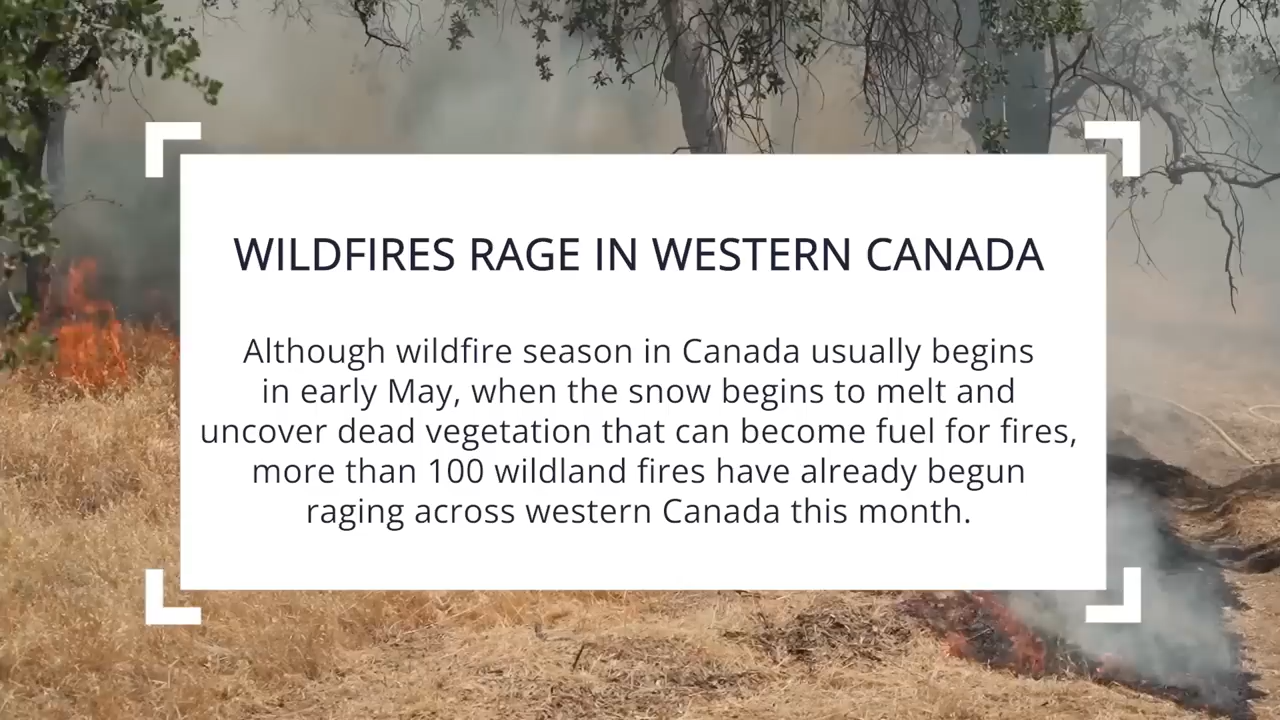 WILDFIRES RAGE IN WESTERN CANADA
Although wildfire season in Canada usually begins
in early May, when the snow begins to melt and
uncover dead vegetation that can become fuel for fires,
more than 100 wildland fires have already begun
raging across western Canada this month.